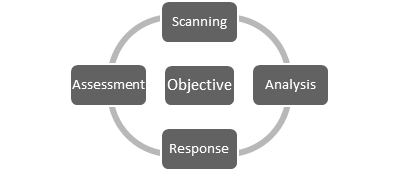 Scanning
Assessment
Objective
Analysis
Response